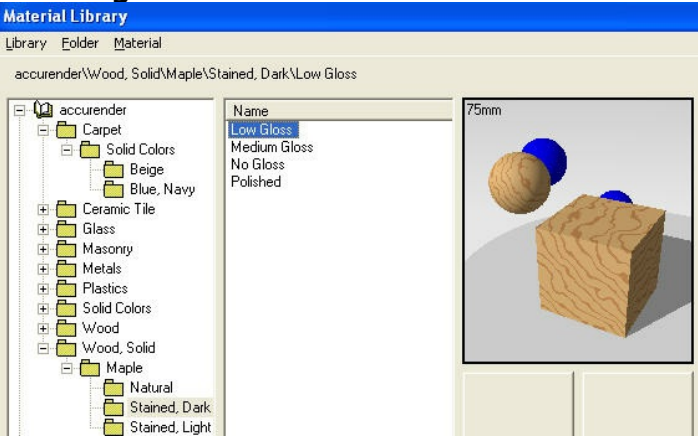 Material Library
Library Folder Material
accurender\Wood, Solid\Maple\Stained, Dark\Low Gloss
accurender
Carpet
Solid Colors
Beige
Blue, Navy
Ceramic Tile
Glass
Masonry
Metals
Plastics
Solid Colors
Wood
Wood, Solid
Maple
Natural
Stained, Dark
Stained, Light
Name
Low Gloss
Medium Gloss
No Gloss
Polished
75mm